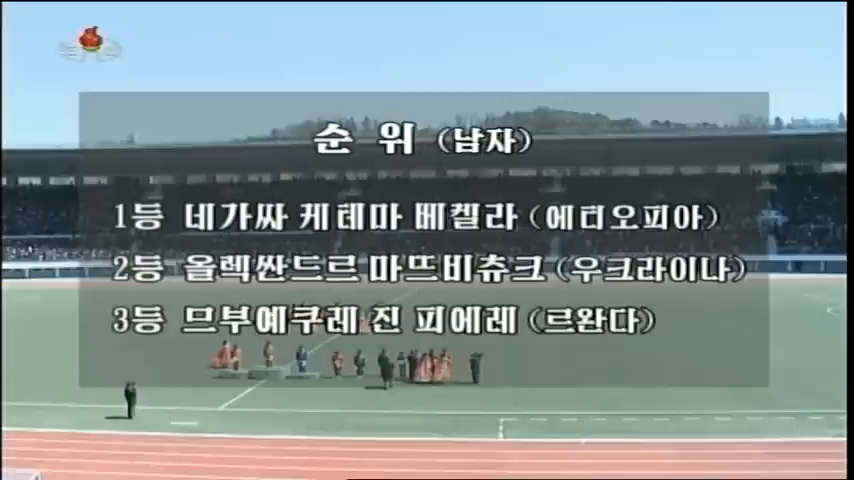 순 위 (남자)
1등 네가싸 케테마 베켈라 (에티오피아)
2등 올렉싼드르 마뜨비츄크 (우크라이나)
3등 므부예쿠레 진 피에레 (르완다)